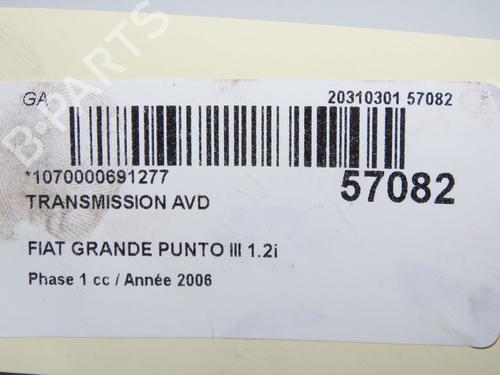 GA
20310301 57082
B-PARTS
*1070000691277
57082
TRANSMISSION AVD
FIAT GRANDE PUNTO III 1.2i
Phase 1 cc / Année 2006